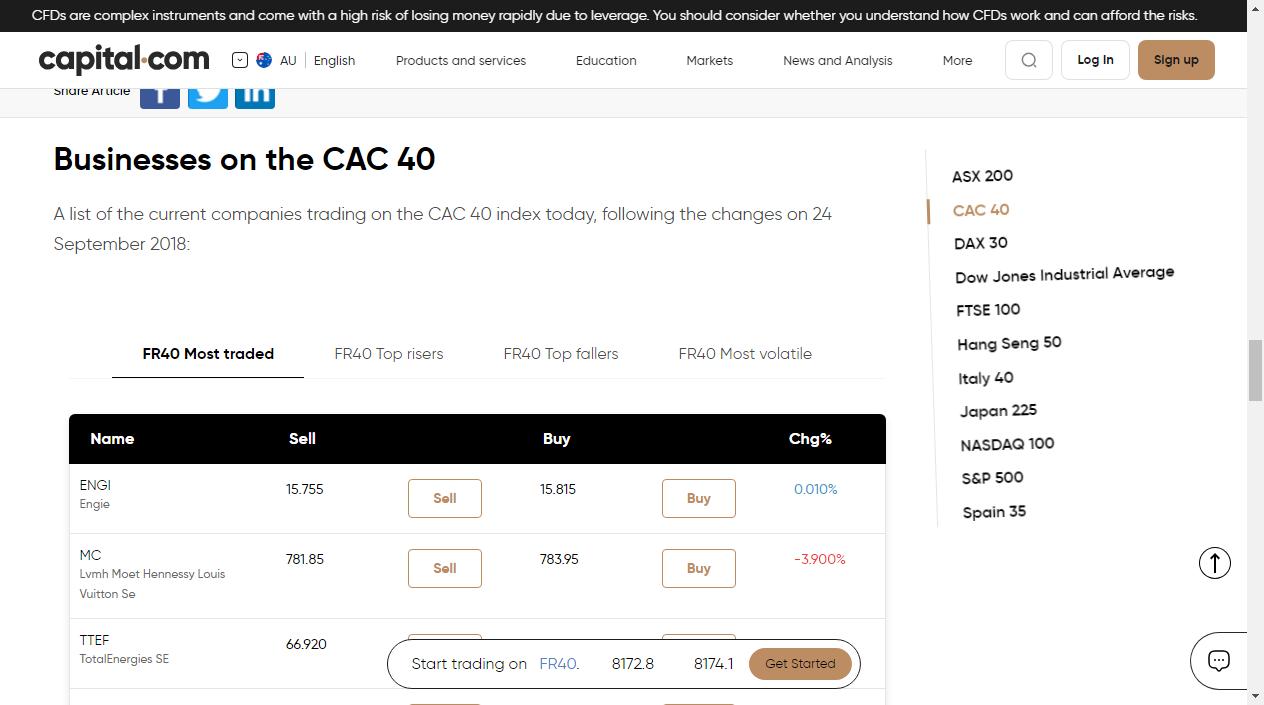 CFDs are complex instruments and come with a high risk of losing money rapidly due to leverage. You should consider whether you understand how CFDs work and can afford the risks.
capital.com
AU
English
Products and services
Education
Markets
News and Analysis
More
Log In
Sign up
Share Article
Businesses on the CAC 40
A list of the current companies trading on the CAC 40 index today, following the changes on 24
September 2018:
FR40 Most traded
FR40 Top risers
FR40 Top fallers
FR40 Most volatile
Name
Sell
Buy
Chg%
ENGI
Engie
15.755
Sell
15.815
Buy
0.010%
MC
Lvmh Moet Hennessy Louis
Vuitton Se
781.85
Sell
783.95
Buy
-3.900%
TTEF
TotalEnergies SE
66.920
Start trading on FR40.
8172.8
8174.1
Get Started
ASX 200
CAC 40
DAX 30
Dow Jones Industrial Average
FTSE 100
Hang Seng 50
Italy 40
Japan 225
NASDAQ 100
S&P 500
Spain 35